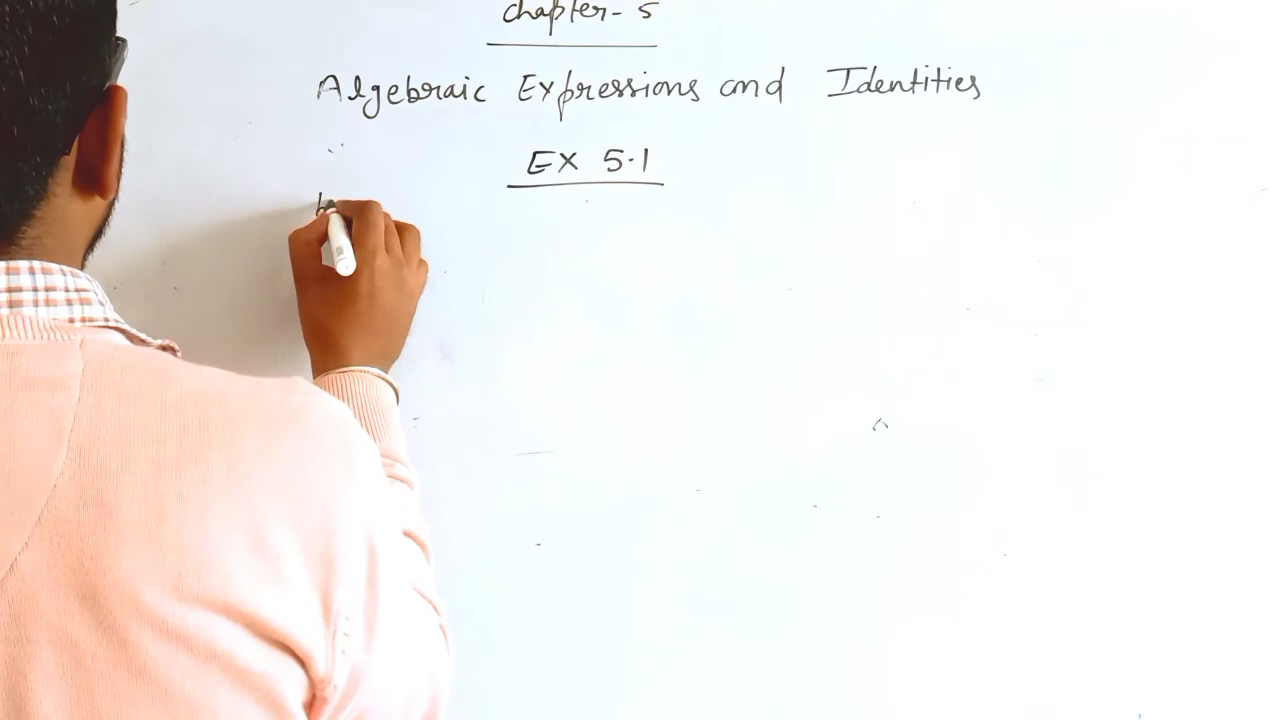 chapter- 5
Algebraic Expressions and Identities
EX 5.1